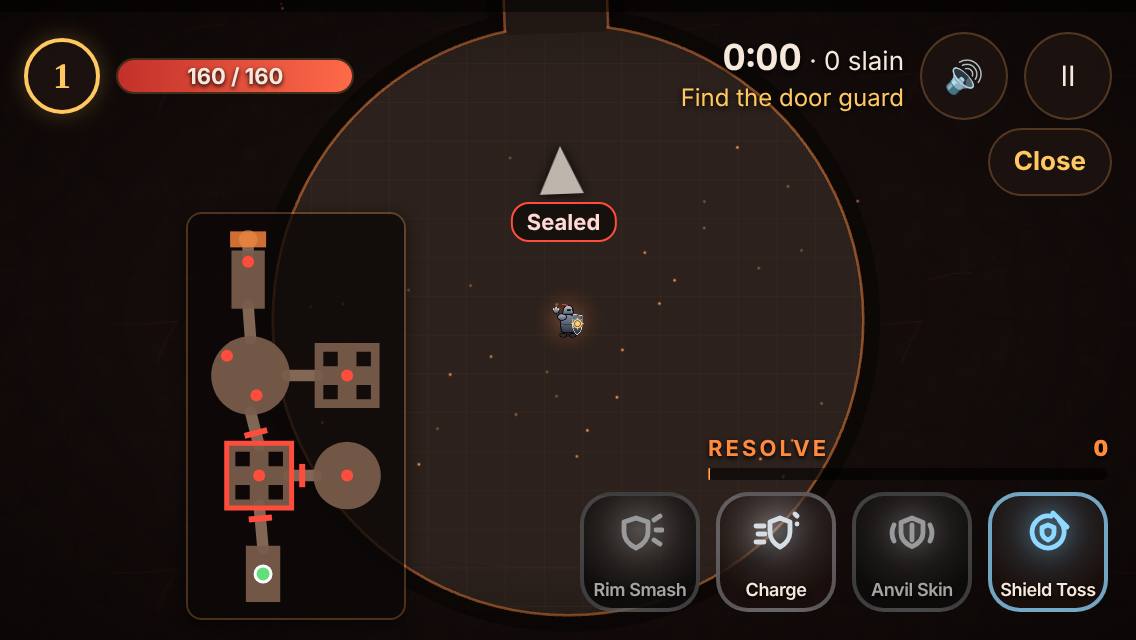 1
160 / 160
0:00 · 0 slain
Find the door guard
Close
Sealed
RESOLVE 0
Rim Smash
Charge
Anvil Skin
Shield Toss